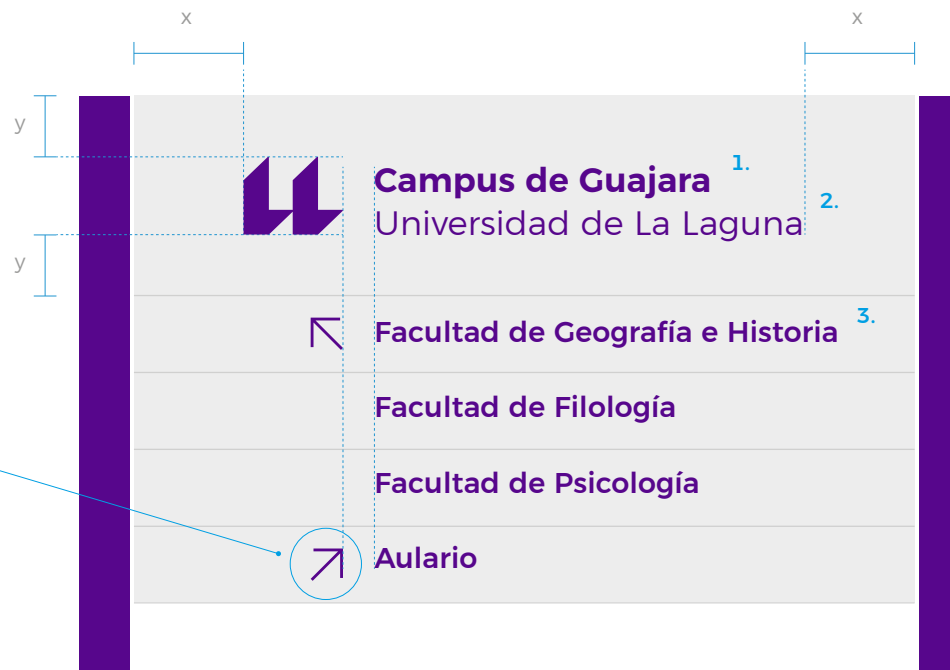 x x
y
Campus de Guajara 1.
Universidad de La Laguna 2.
y
Facultad de Geografía e Historia 3.
Facultad de Filología
Facultad de Psicología
Aulario